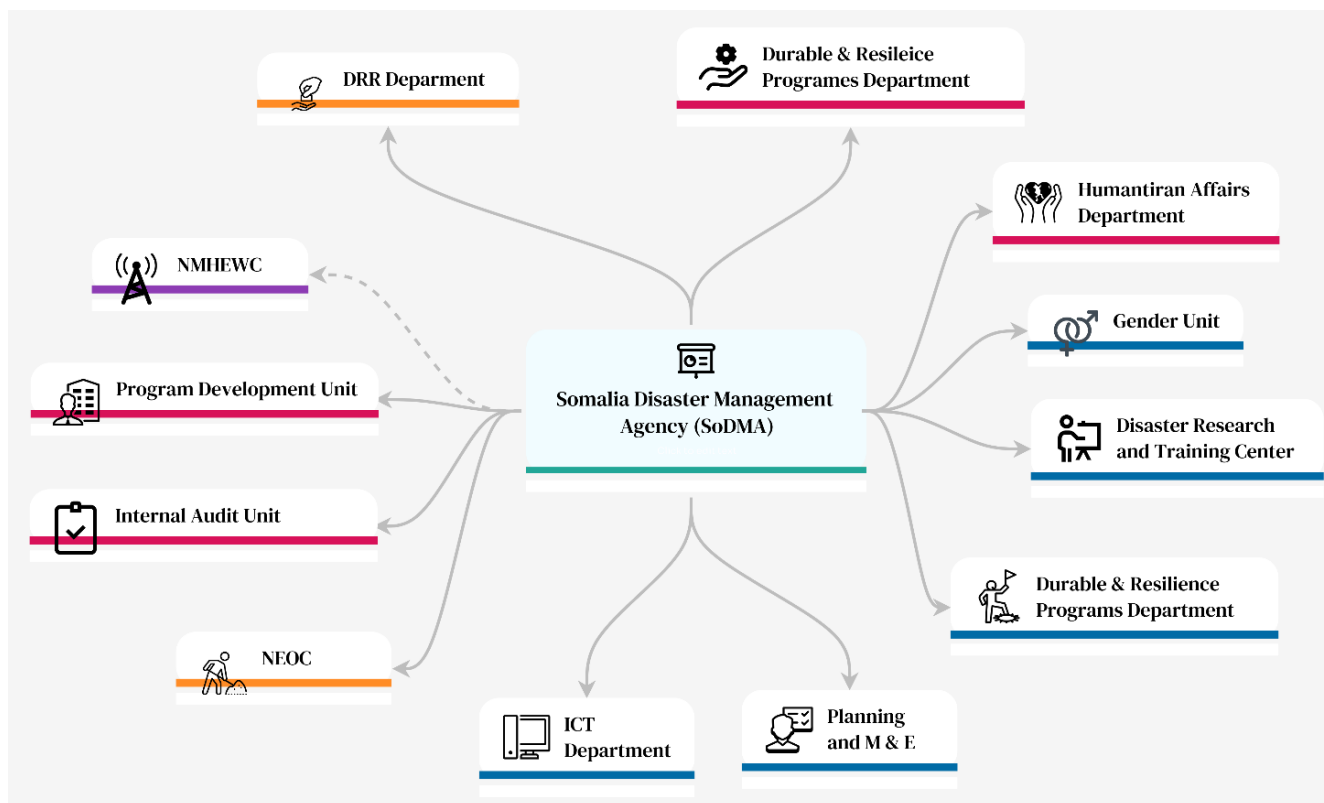 DRR Deparment
Durable & Resileice
Programes Department
Humantiran Affairs
Department
NMHEWC
Gender Unit
Program Development Unit
Somalia Disaster Management
Agency (SoDMA)
Disaster Research
and Training Center
Internal Audit Unit
Durable & Resilience
Programs Department
NEOC
ICT
Department
Planning
and M & E